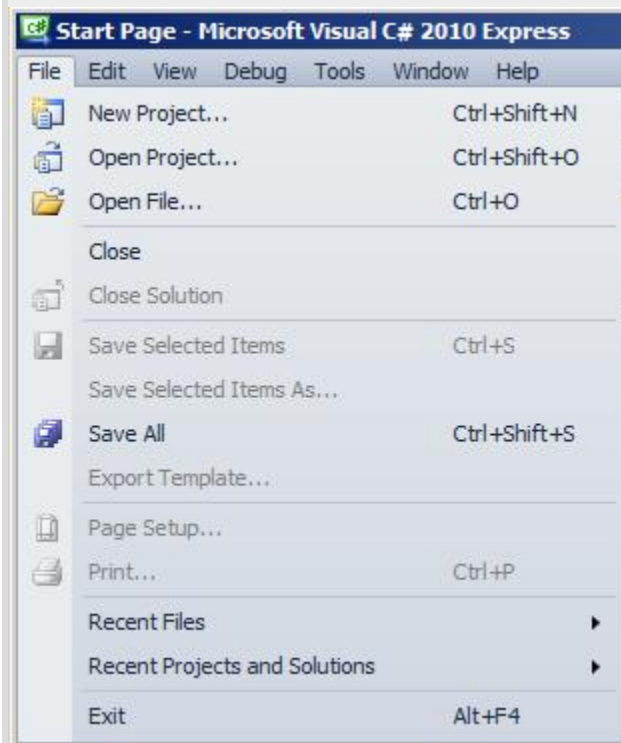 C# Start Page - Microsoft Visual C# 2010 Express
File Edit View Debug Tools Window Help
New Project... Ctrl+Shift+N
Open Project... Ctrl+Shift+O
Open File... Ctrl+O
Close
Close Solution
Save Selected Items Ctrl+S
Save Selected Items As...
Save All Ctrl+Shift+S
Export Template...
Page Setup...
Print... Ctrl+P
Recent Files
Recent Projects and Solutions
Exit Alt+F4